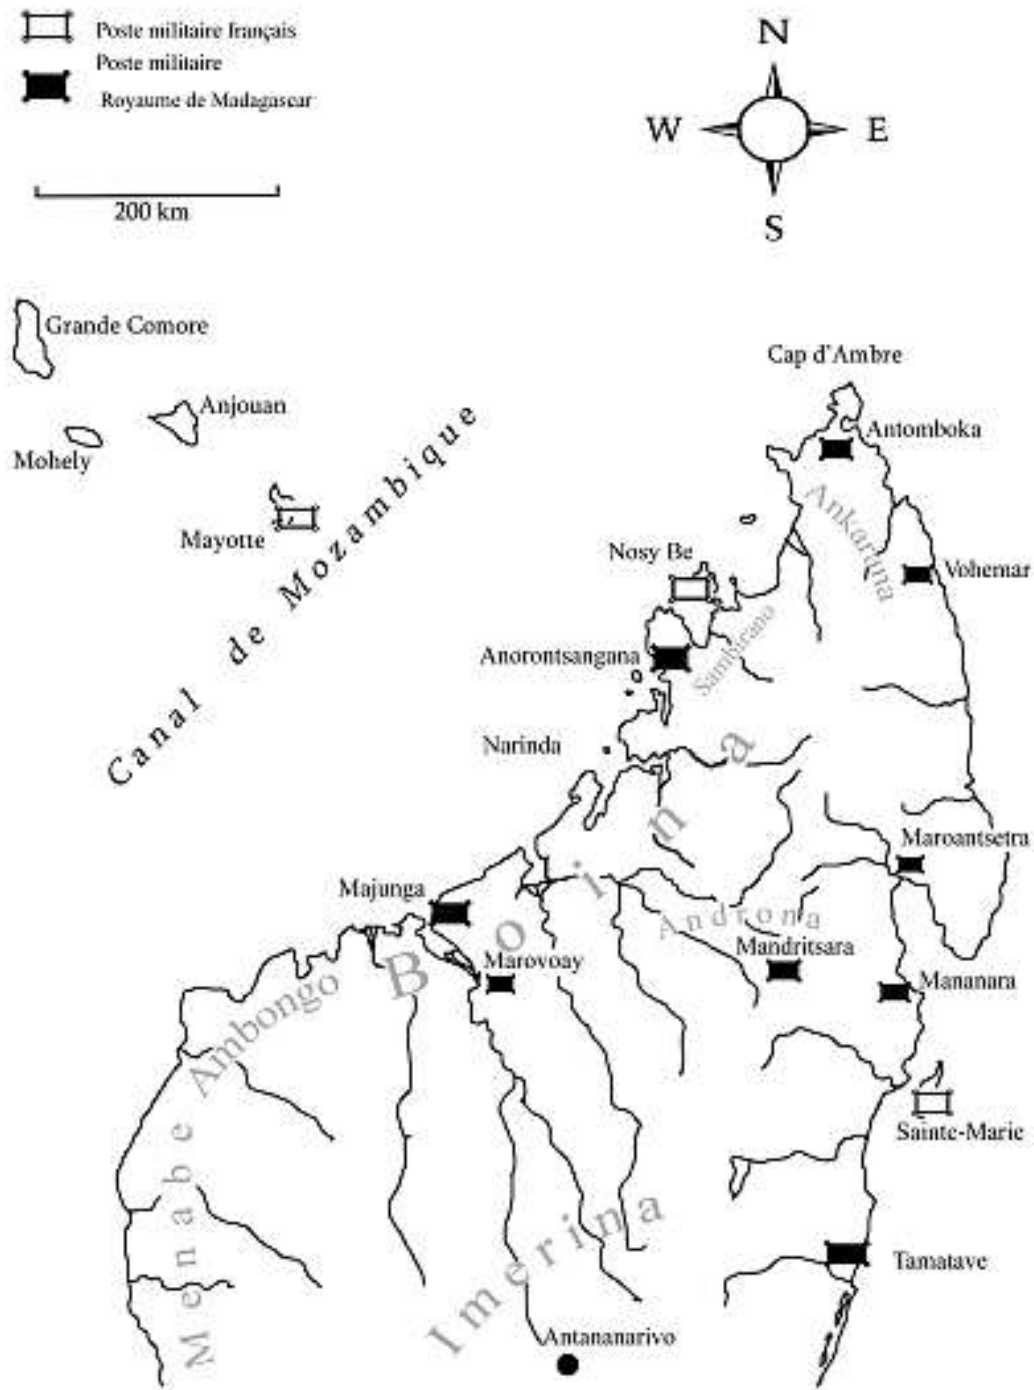 Poste militaire français
Poste militaire
Royaume de Madagascar
200 km
N
W
E
S
Grande Comore
Anjouan
Mohely
Mayotte
Canal de Mozambique
Cap d'Ambre
Antomboka
Ankarana
Vohemar
Nosy Be
Anorontsangana
Sambirano
Narinda
Maroantsetra
Majunga
Boina
Androna
Mandritsara
Marovoay
Mananara
Ambongo
Sainte-Marie
Menabe
Imerina
Tamatave
Antananarivo